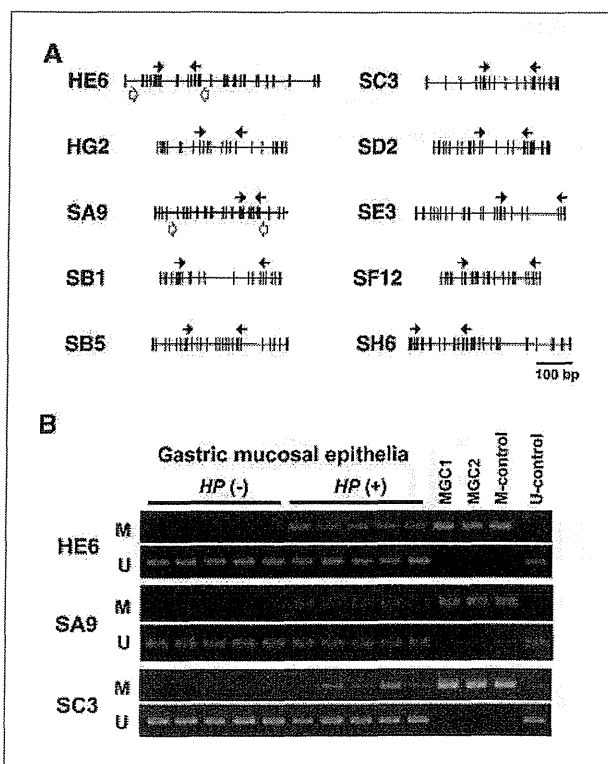 A
HE6
SC3
HG2
SD2
SA9
SE3
SB1
SF12
SB5
SH6
100 bp
B
Gastric mucosal epithelia
HP (-)
HP (+)
MGC1
MGC2
M-control
U-control
HE6
M
U
SA9
M
U
SC3
M
U